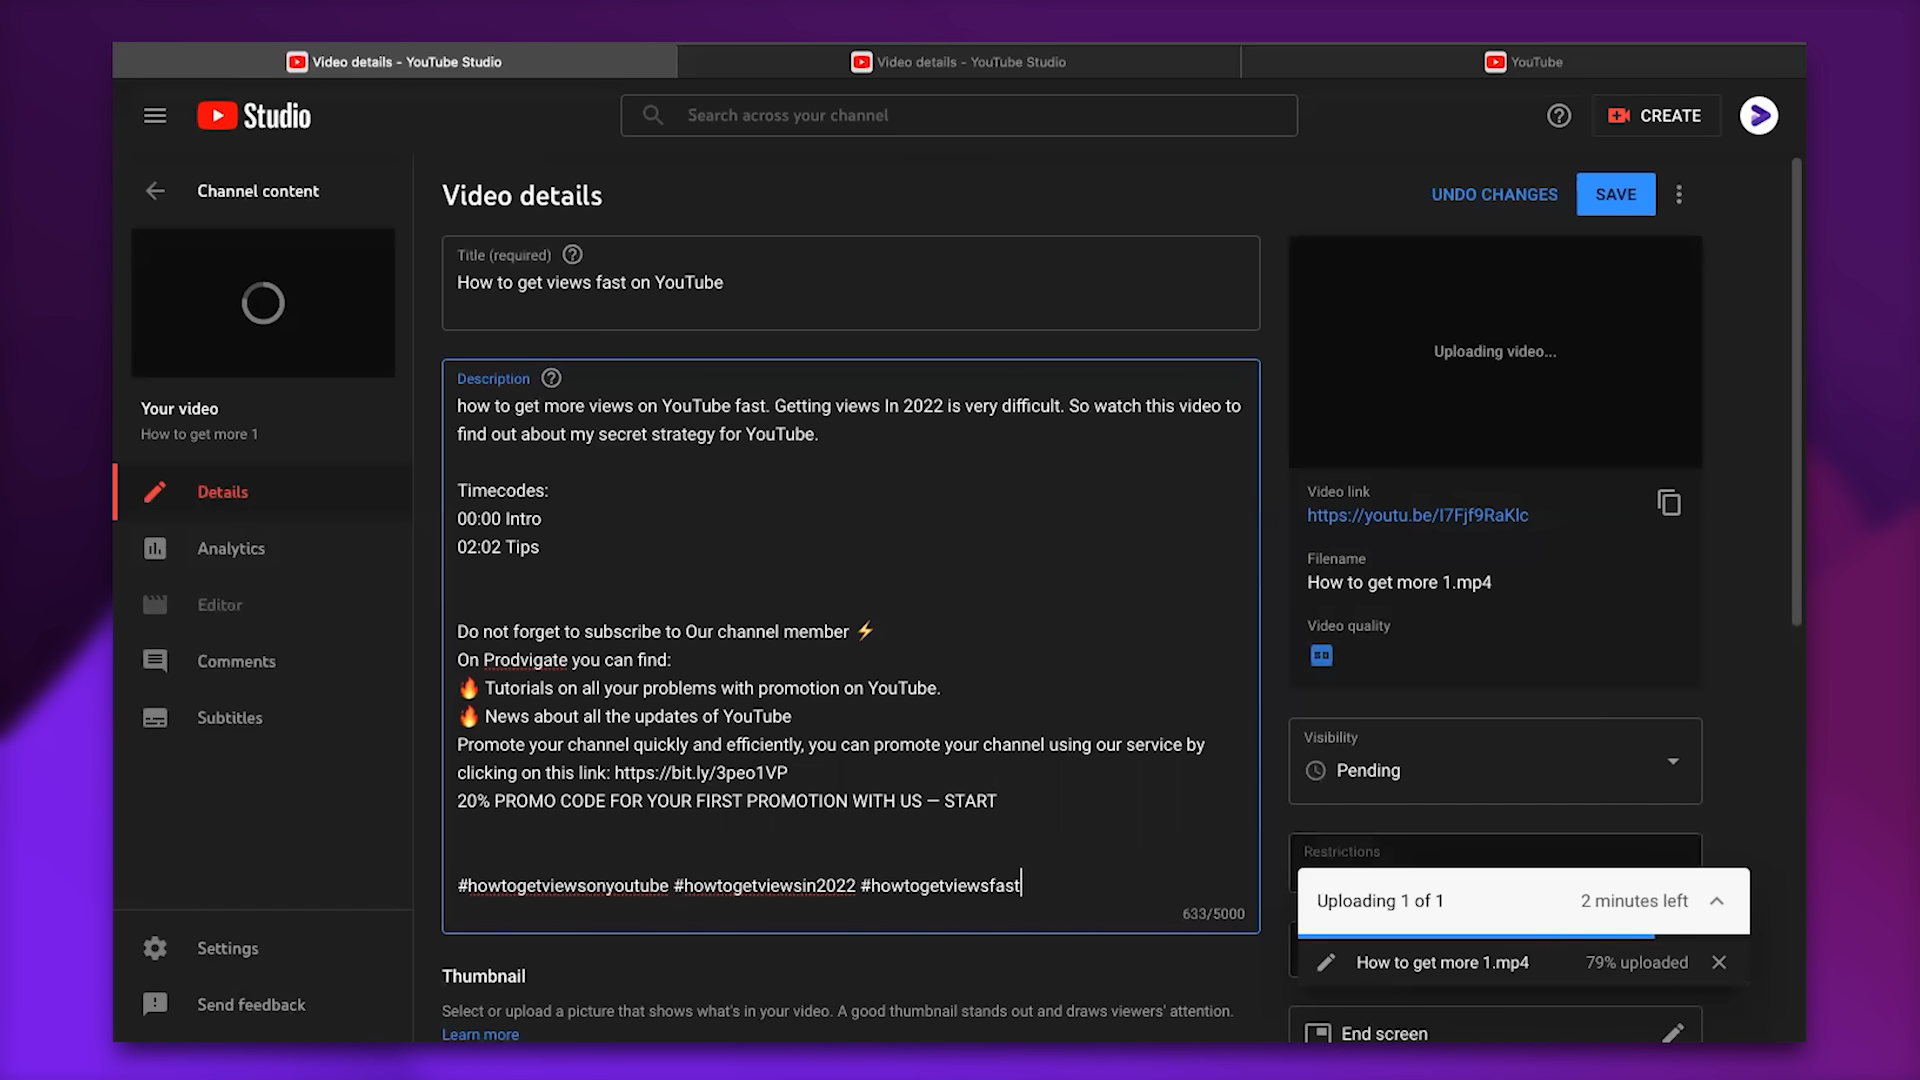 Video details - YouTube Studio
Video details - YouTube Studio
YouTube
Studio
Search across your channel
CREATE
Channel content
Your video
How to get more 1
Details
Analytics
Editor
Comments
Subtitles
Settings
Send feedback
Video details
UNDO CHANGES
SAVE
Title (required)
How to get views fast on YouTube
Description
how to get more views on YouTube fast. Getting views In 2022 is very difficult. So watch this video to
find out about my secret strategy for YouTube.
Timecodes:
00:00 Intro
02:02 Tips
Do not forget to subscribe to Our channel member ⚡
On Prodvigate you can find:
🔥 Tutorials on all your problems with promotion on YouTube.
🔥 News about all the updates of YouTube
Promote your channel quickly and efficiently, you can promote your channel using our service by
clicking on this link: https://bit.ly/3peo1VP
20% PROMO CODE FOR YOUR FIRST PROMOTION WITH US — START
#howtogetviewsonyoutube #howtogetviewsin2022 #howtogetviewsfast
633/5000
Thumbnail
Select or upload a picture that shows what's in your video. A good thumbnail stands out and draws viewers' attention.
Learn more
Uploading video...
Video link
https://youtu.be/I7Fjf9RaKlc
Filename
How to get more 1.mp4
Video quality
SD
Visibility
Pending
Restrictions
Uploading 1 of 1
2 minutes left
How to get more 1.mp4
79% uploaded
End screen